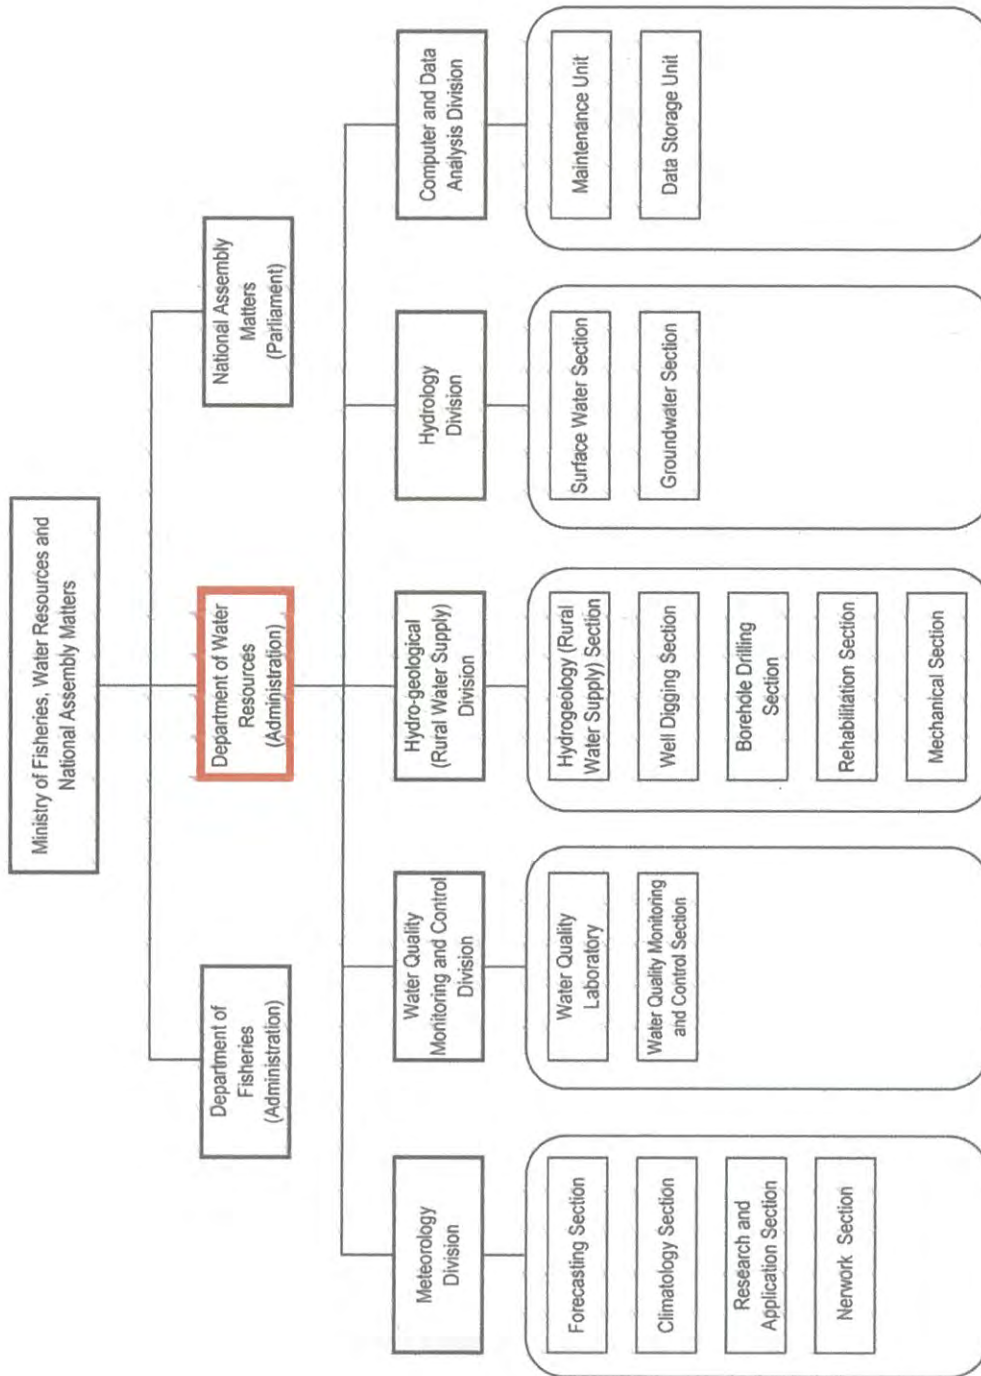 Ministry of Fisheries, Water Resources and
National Assembly Matters
Department of
Fisheries
(Administration)
Department of Water
Resources
(Administration)
National Assembly
Matters
(Parliament)
Meteorology
Division
Water Quality
Monitoring and Control
Division
Hydro-geological
(Rural Water Supply)
Division
Hydrology
Division
Computer and Data
Analysis Division
Forecasting Section
Climatology Section
Research and
Application Section
Nerwork Section
Water Quality
Laboratory
Water Quality Monitoring
and Control Section
Hydrogeology (Rural
Water Supply) Section
Well Digging Section
Borehole Drilling
Section
Rehabilitation Section
Mechanical Section
Surface Water Section
Groundwater Section
Maintenance Unit
Data Storage Unit